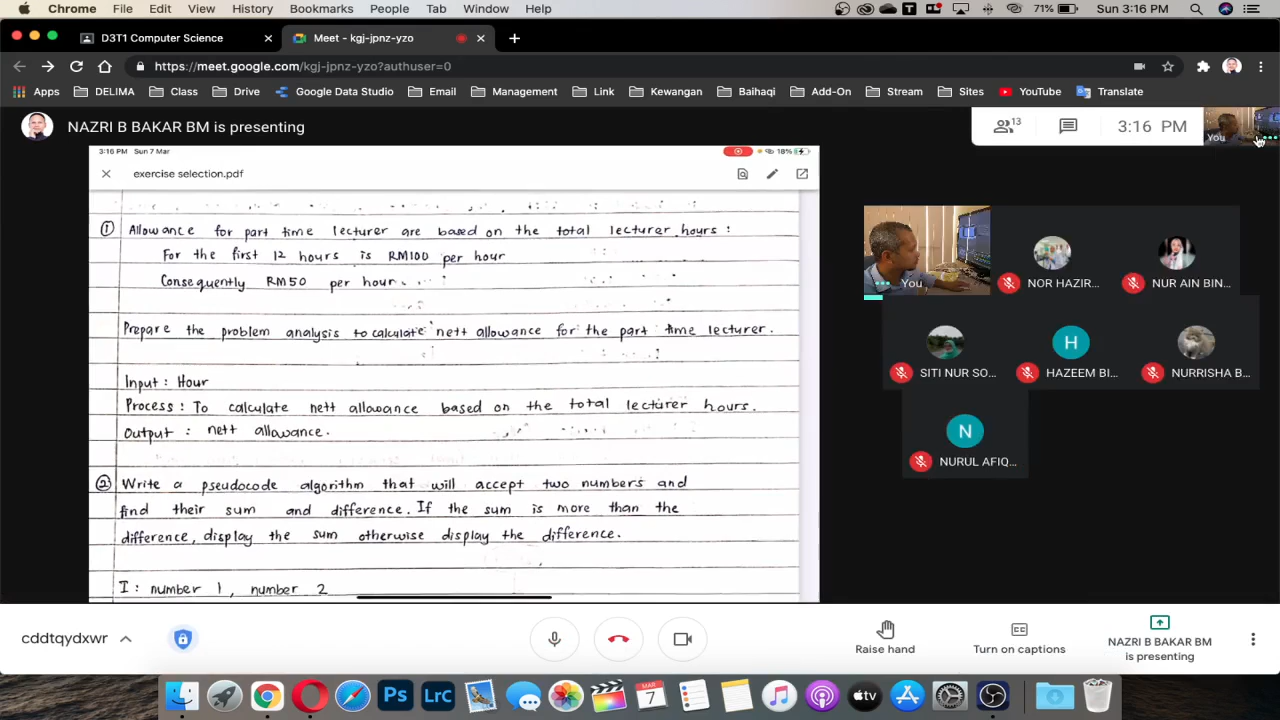 Chrome File Edit View History Bookmarks People Tab Window Help 71% Sun 3:16 PM
D3T1 Computer Science Meet - kgj-jpnz-yzo
https://meet.google.com/kgj-jpnz-yzo?authuser=0
Apps DELIMA Class Drive Google Data Studio Email Management Link Kewangan Baihaqi Add-On Stream Sites YouTube Translate
NAZRI B BAKAR BM is presenting
13 3:16 PM You
3:16 PM Sun 7 Mar 18%
exercise selection.pdf
① Allowance for part time lecturer are based on the total lecturer hours :
For the first 12 hours is RM100 per hour
Consequently RM50 per hour.
Prepare the problem analysis to calculate nett allowance for the part time lecturer.
Input : Hour
Process : To calculate nett allowance based on the total lecturer hours.
Output : nett allowance.
② Write a pseudocode algorithm that will accept two numbers and
find their sum and difference. If the sum is more than the
difference, display the sum otherwise display the difference.
I : number 1, number 2
You
NOR HAZIR...
NUR AIN BIN...
SITI NUR SO...
H
HAZEEM BI...
NURRISHA B...
N
NURUL AFIQ...
cddtqydxwr
Raise hand
Turn on captions
NAZRI B BAKAR BM
is presenting
Ps
LrC
MAR
7
tv